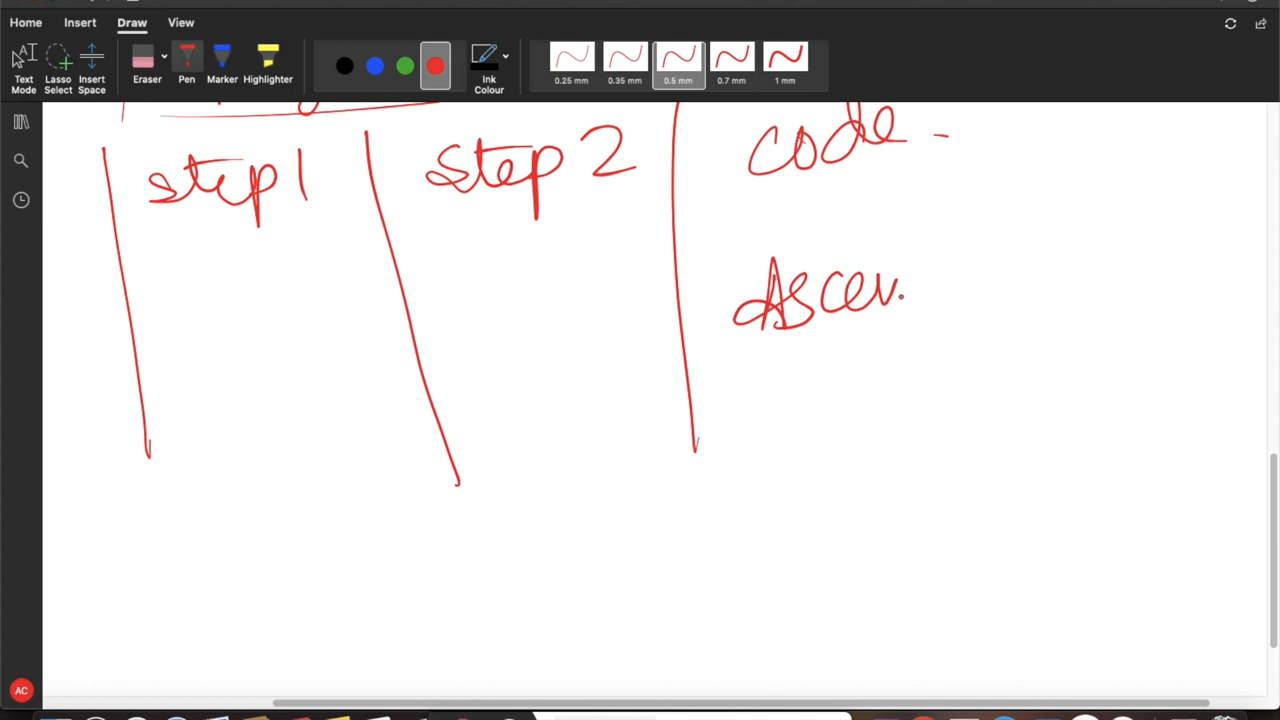 Home Insert Draw View
Text Mode Lasso Select Insert Space Eraser Pen Marker Highlighter Ink Colour 0.25 mm 0.35 mm 0.5 mm 0.7 mm 1 mm
step 1 step 2 code -
Ascen
AC